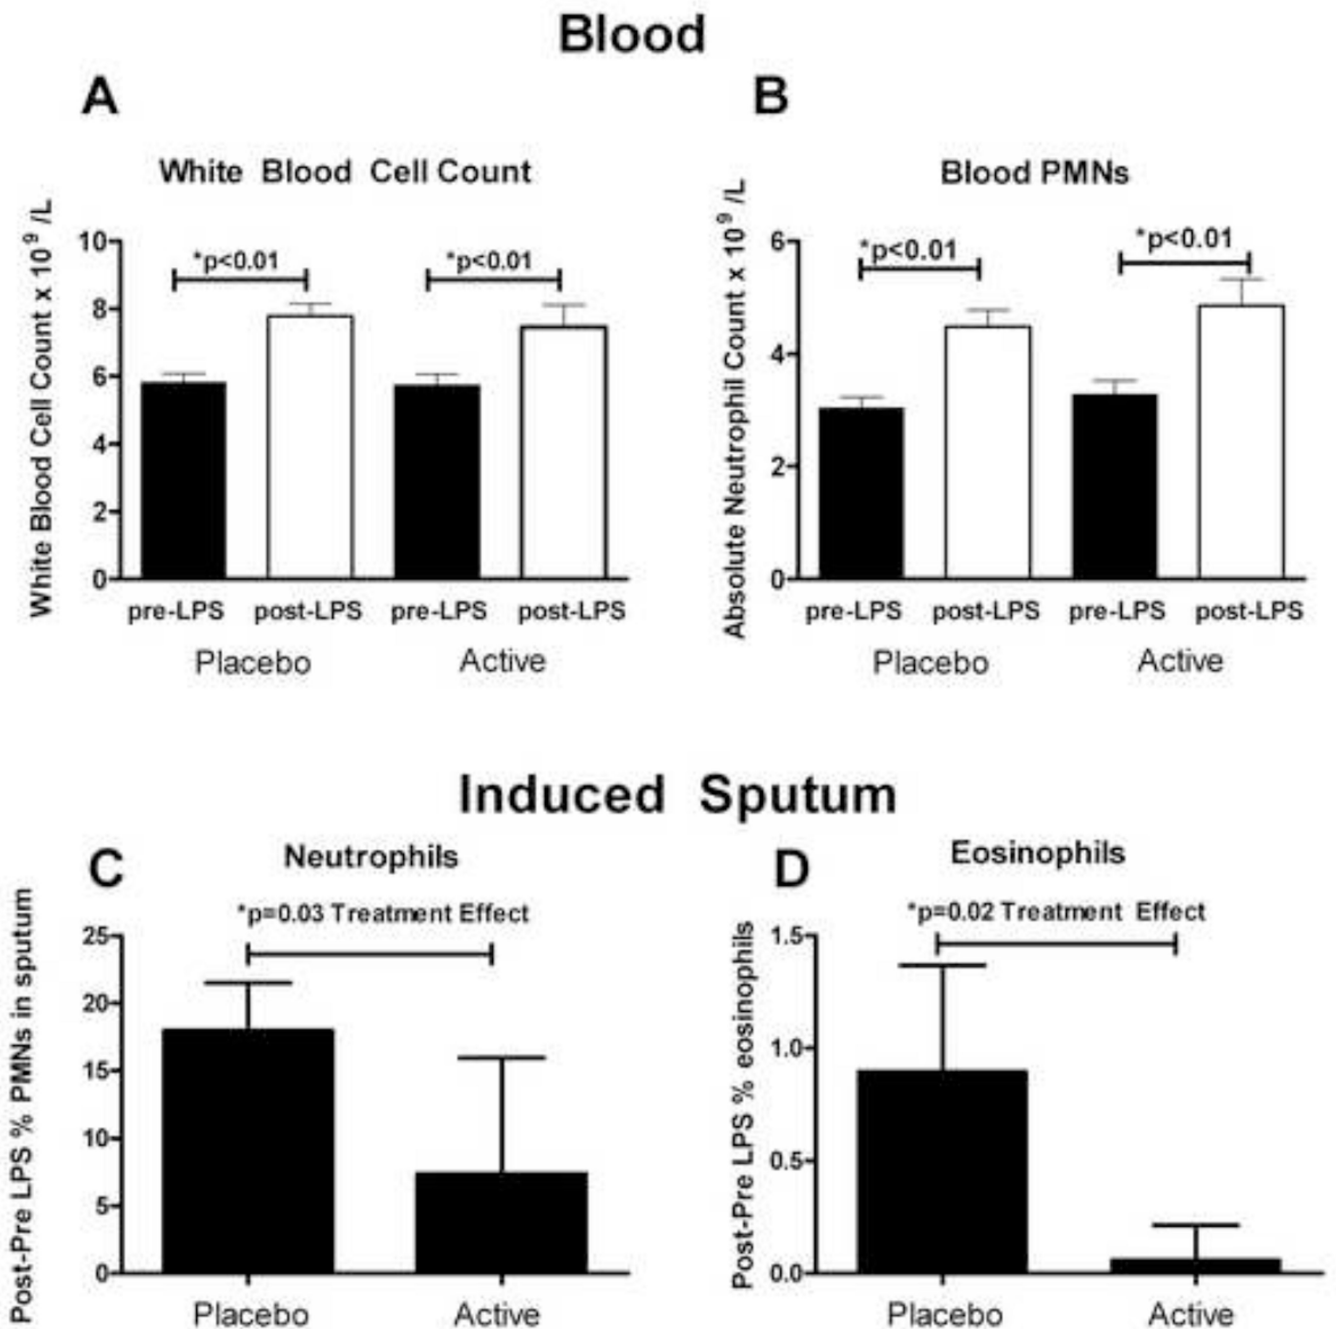 Blood
A
White Blood Cell Count
White Blood Cell Count x 10⁹ /L
10
8
6
4
2
0
*p<0.01
*p<0.01
pre-LPS post-LPS pre-LPS post-LPS
Placebo Active
B
Blood PMNs
Absolute Neutrophil Count x 10⁹ /L
6
4
2
0
*p<0.01
*p<0.01
pre-LPS post-LPS pre-LPS post-LPS
Placebo Active
Induced Sputum
C
Neutrophils
*p=0.03 Treatment Effect
Post-Pre LPS % PMNs in sputum
25
20
15
10
5
0
Placebo Active
D
Eosinophils
*p=0.02 Treatment Effect
Post-Pre LPS % eosinophils
1.5
1.0
0.5
0.0
Placebo Active